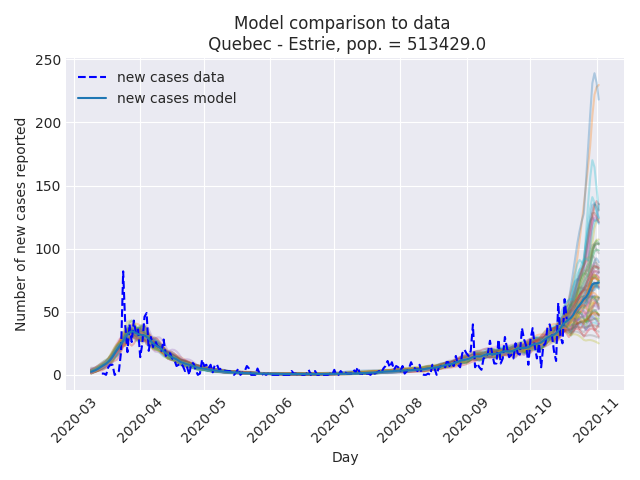 Model comparison to data
Quebec - Estrie, pop. = 513429.0
new cases data
new cases model
Number of new cases reported
250
200
150
100
50
0
2020-03
2020-04
2020-05
2020-06
2020-07
2020-08
2020-09
2020-10
2020-11
Day